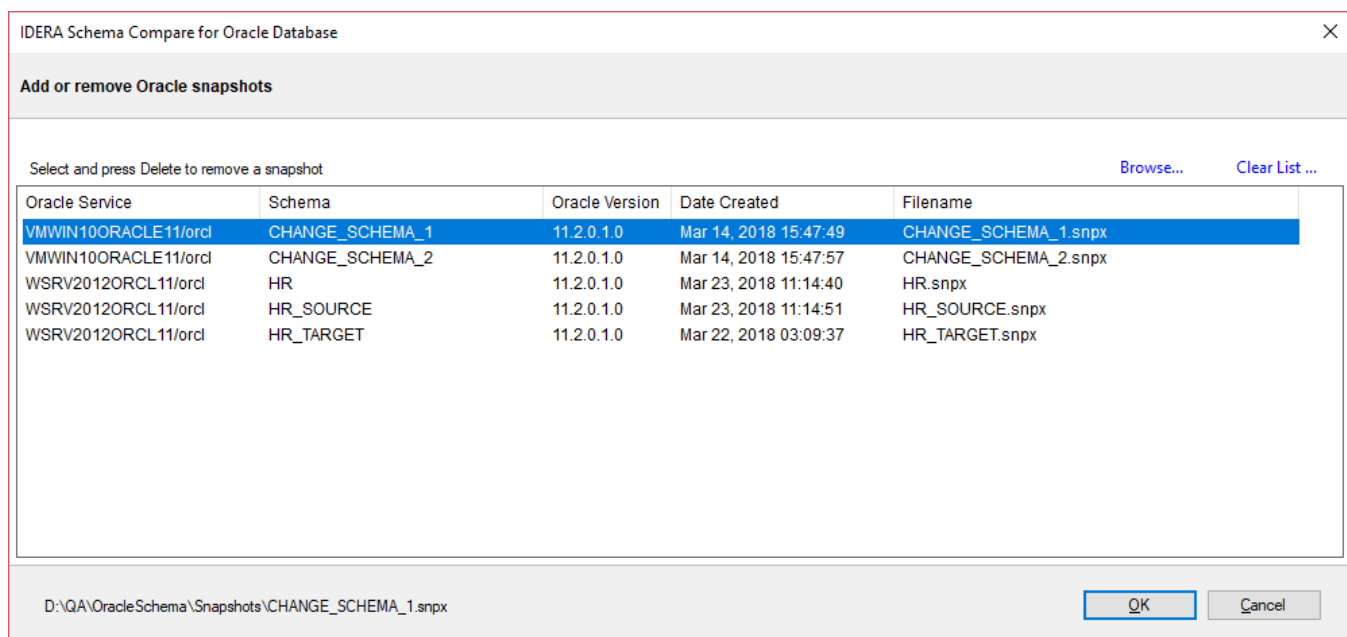 IDERA Schema Compare for Oracle Database
Add or remove Oracle snapshots
Select and press Delete to remove a snapshot Browse... Clear List ...
Oracle Service Schema Oracle Version Date Created Filename
VMWIN10ORACLE11/orcl CHANGE_SCHEMA_1 11.2.0.1.0 Mar 14, 2018 15:47:49 CHANGE_SCHEMA_1.snpx
VMWIN10ORACLE11/orcl CHANGE_SCHEMA_2 11.2.0.1.0 Mar 14, 2018 15:47:57 CHANGE_SCHEMA_2.snpx
WSRV2012ORCL11/orcl HR 11.2.0.1.0 Mar 23, 2018 11:14:40 HR.snpx
WSRV2012ORCL11/orcl HR_SOURCE 11.2.0.1.0 Mar 23, 2018 11:14:51 HR_SOURCE.snpx
WSRV2012ORCL11/orcl HR_TARGET 11.2.0.1.0 Mar 22, 2018 03:09:37 HR_TARGET.snpx
D:\QA\OracleSchema\Snapshots\CHANGE_SCHEMA_1.snpx OK Cancel